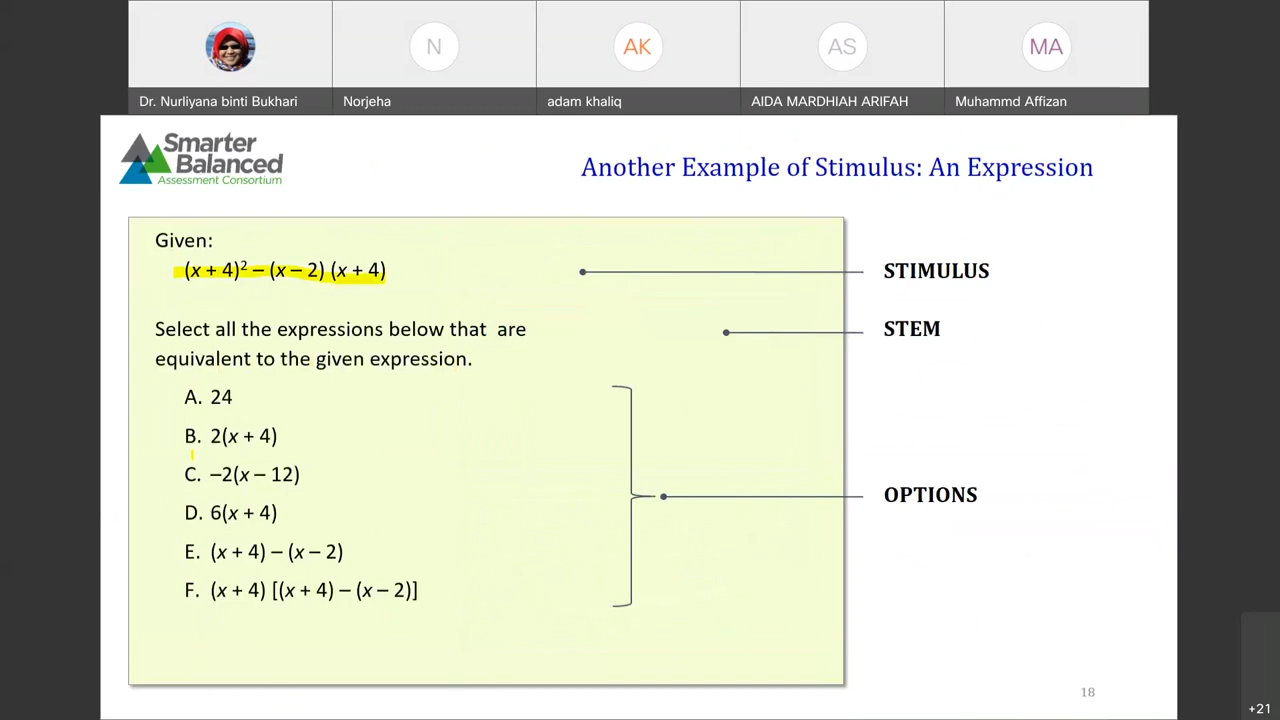 N
AK
AS
MA
Dr. Nurliyana binti Bukhari
Norjeha
adam khaliq
AIDA MARDHIAH ARIFAH
Muhammd Affizan
Smarter
Balanced
Assessment Consortium
Another Example of Stimulus: An Expression
Given:
(x + 4)² – (x – 2) (x + 4)
STIMULUS
Select all the expressions below that are
equivalent to the given expression.
STEM
A. 24
B. 2(x + 4)
C. –2(x – 12)
D. 6(x + 4)
E. (x + 4) – (x – 2)
F. (x + 4) [(x + 4) – (x – 2)]
OPTIONS
18
+21